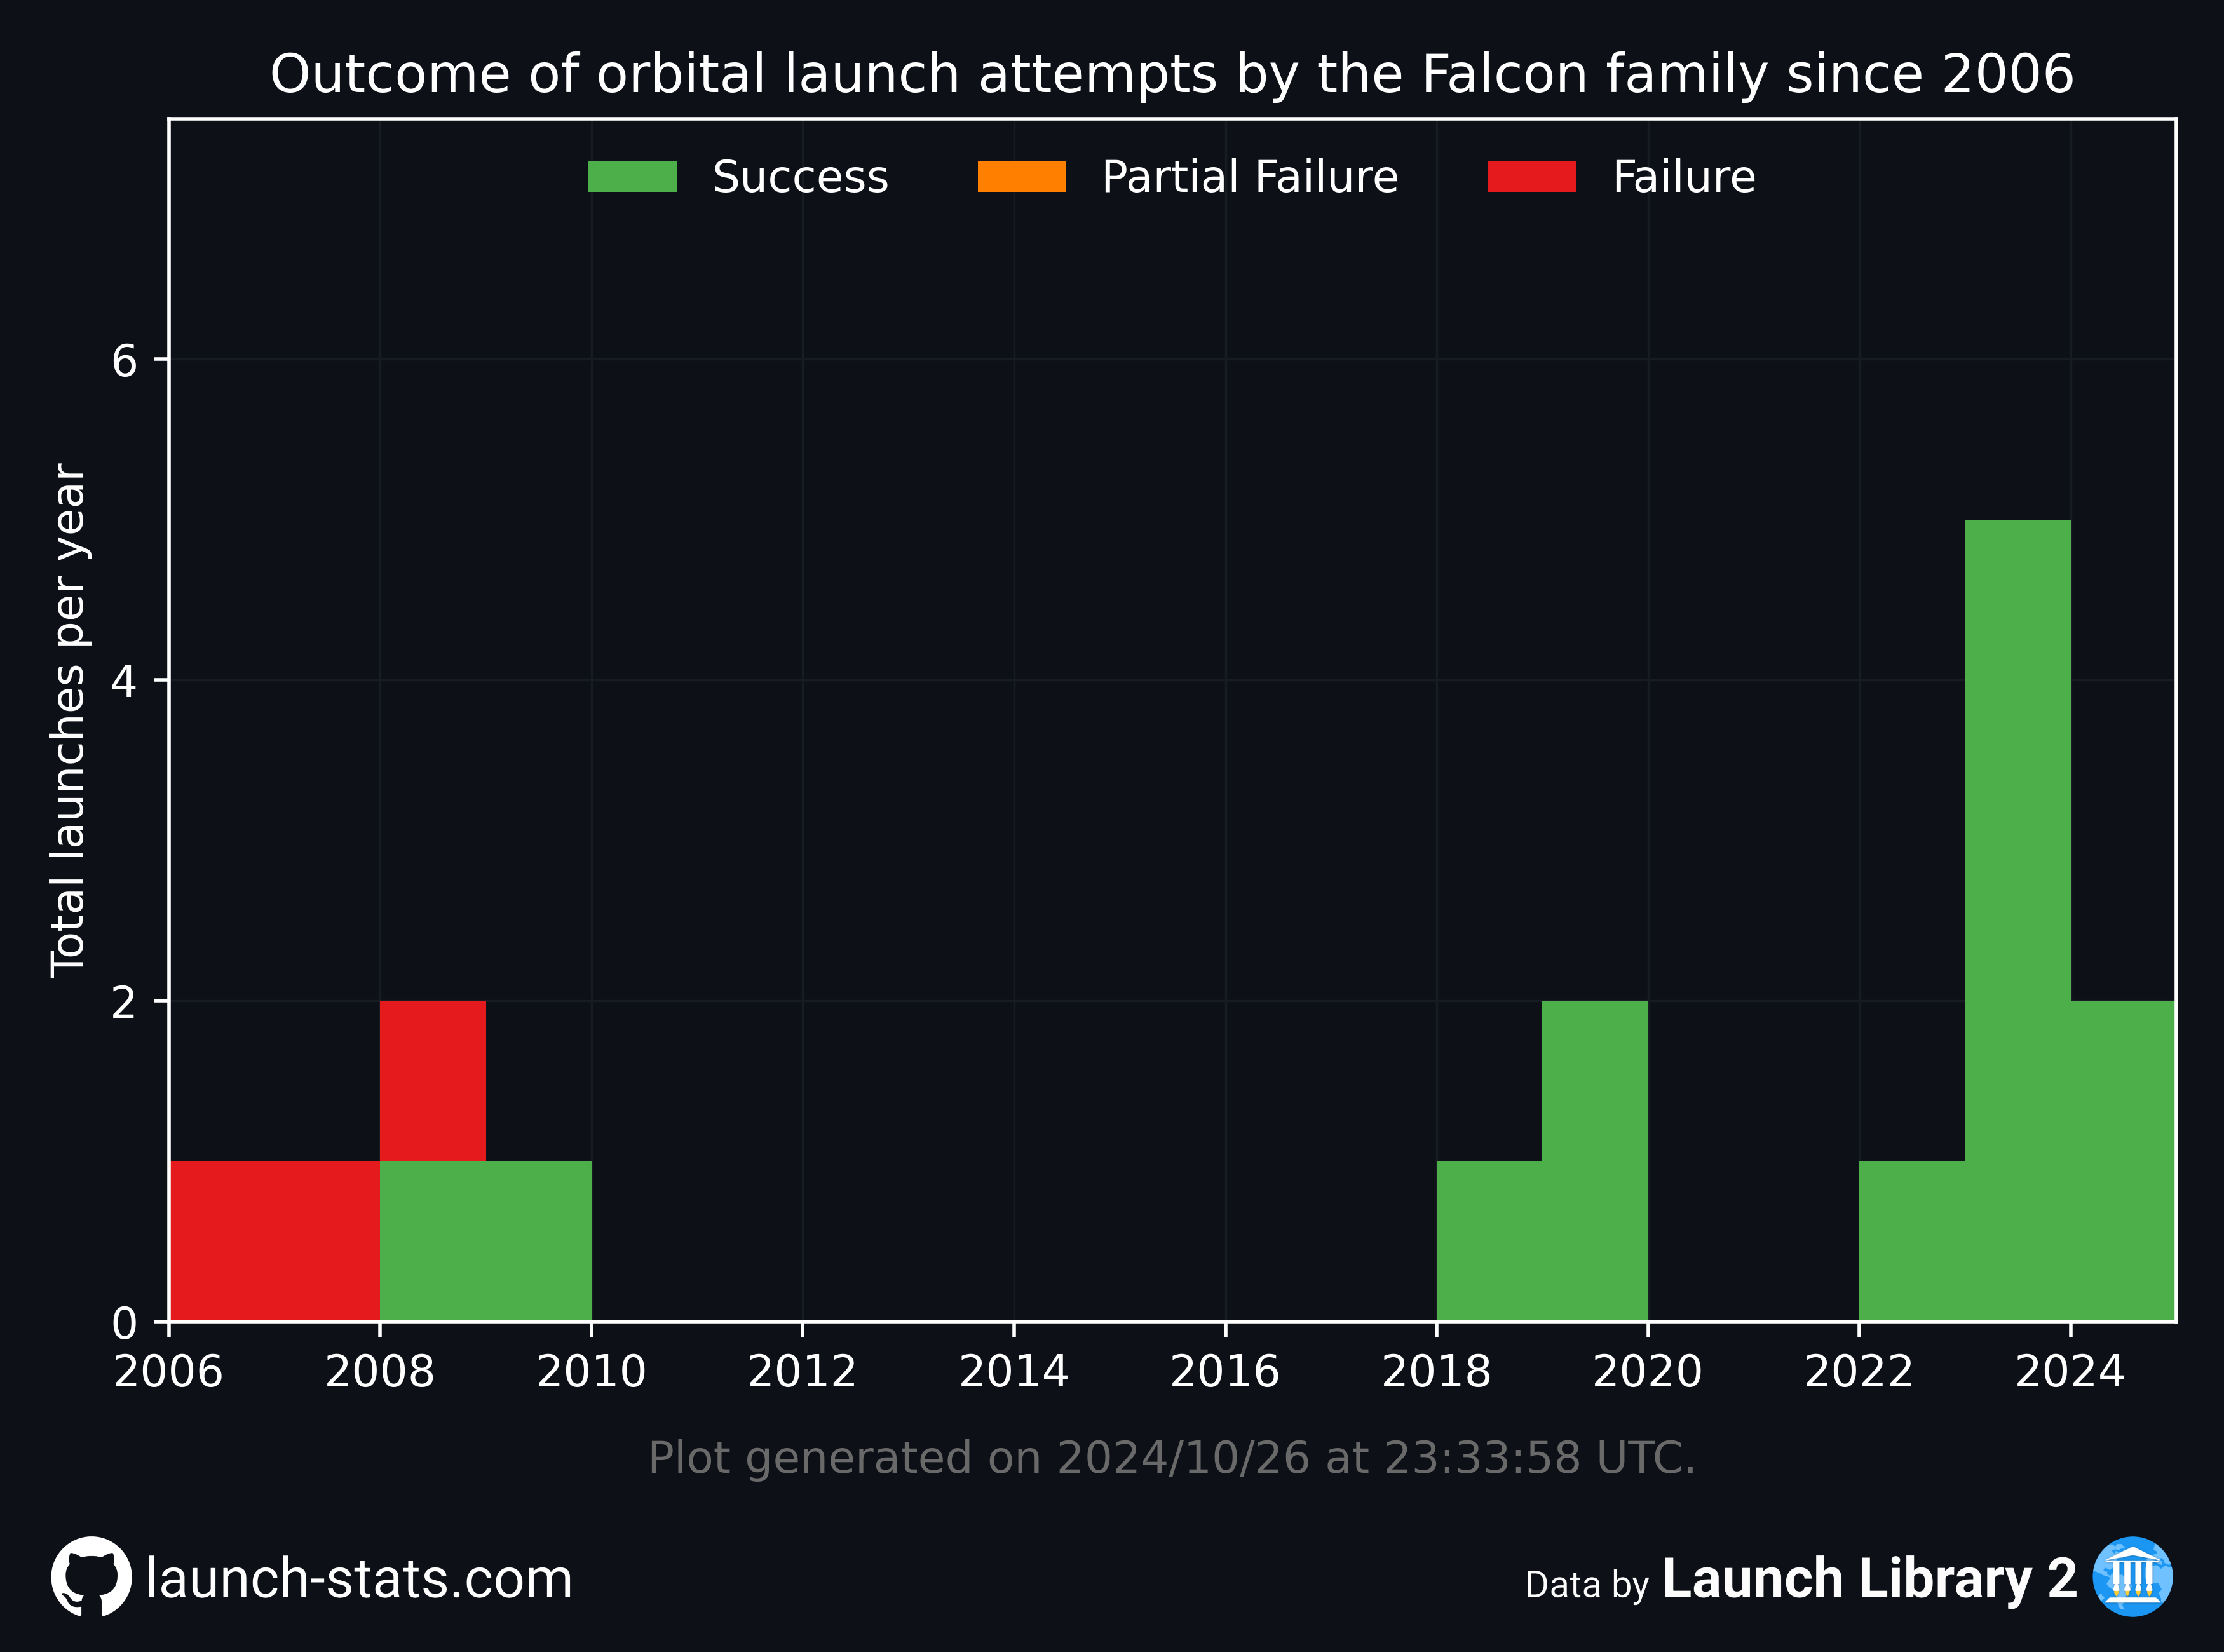 Outcome of orbital launch attempts by the Falcon family since 2006
Success Partial Failure Failure
Total launches per year
6
4
2
0
2006 2008 2010 2012 2014 2016 2018 2020 2022 2024
Plot generated on 2024/10/26 at 23:33:58 UTC.
launch-stats.com
Data by Launch Library 2